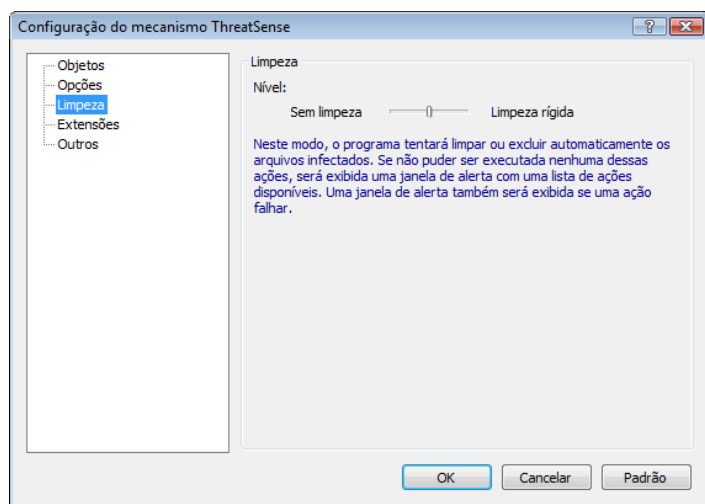 Configuração do mecanismo ThreatSense
Objetos
Opções
Limpeza
Extensões
Outros
Limpeza
Nível:
Sem limpeza Limpeza rígida
Neste modo, o programa tentará limpar ou excluir automaticamente os
arquivos infectados. Se não puder ser executada nenhuma dessas
ações, será exibida uma janela de alerta com uma lista de ações
disponíveis. Uma janela de alerta também será exibida se uma ação
falhar.
OK Cancelar Padrão